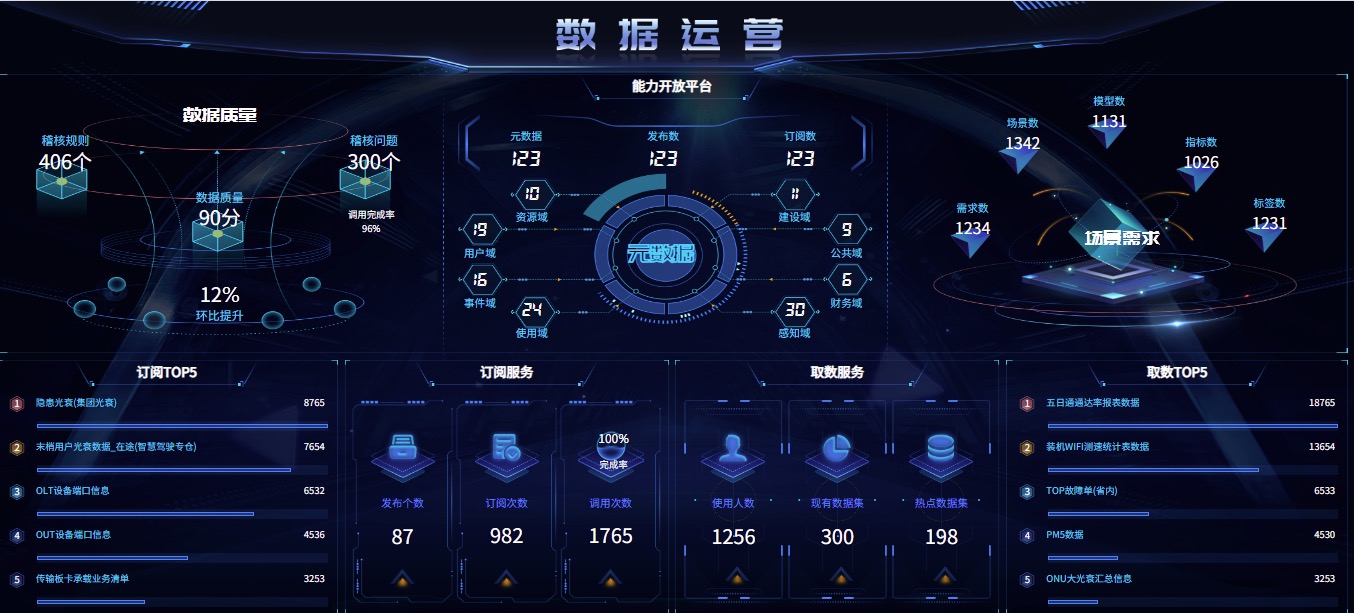 数据运营
数据质量
稽核规则
406个
稽核问题
300个
数据质量
90分
调用完成率
96%
12%
环比提升
能力开放平台
元数据
123
发布数
123
订阅数
123
10
资源域
11
建设域
19
用户域
9
公共域
元数据
16
事件域
6
财务域
24
使用域
30
感知域
模型数
1131
场景数
1342
指标数
1026
需求数
1234
标签数
1231
场景需求
订阅TOP5
1 隐患光衰(集团光衰) 8765
2 末梢用户光衰数据_在途(智慧驾驶专仓) 7654
3 OLT设备端口信息 6532
4 OUT设备端口信息 4536
5 传输板卡承载业务清单 3253
订阅服务
100%
完成率
发布个数 订阅次数 调用次数
87 982 1765
取数服务
使用人数 现有数据集 热点数据集
1256 300 198
取数TOP5
1 五日通通达率报表数据 18765
2 装机WIFI测速统计表数据 13654
3 TOP故障单(省内) 6533
4 PM5数据 4530
5 ONU大光衰汇总信息 3253